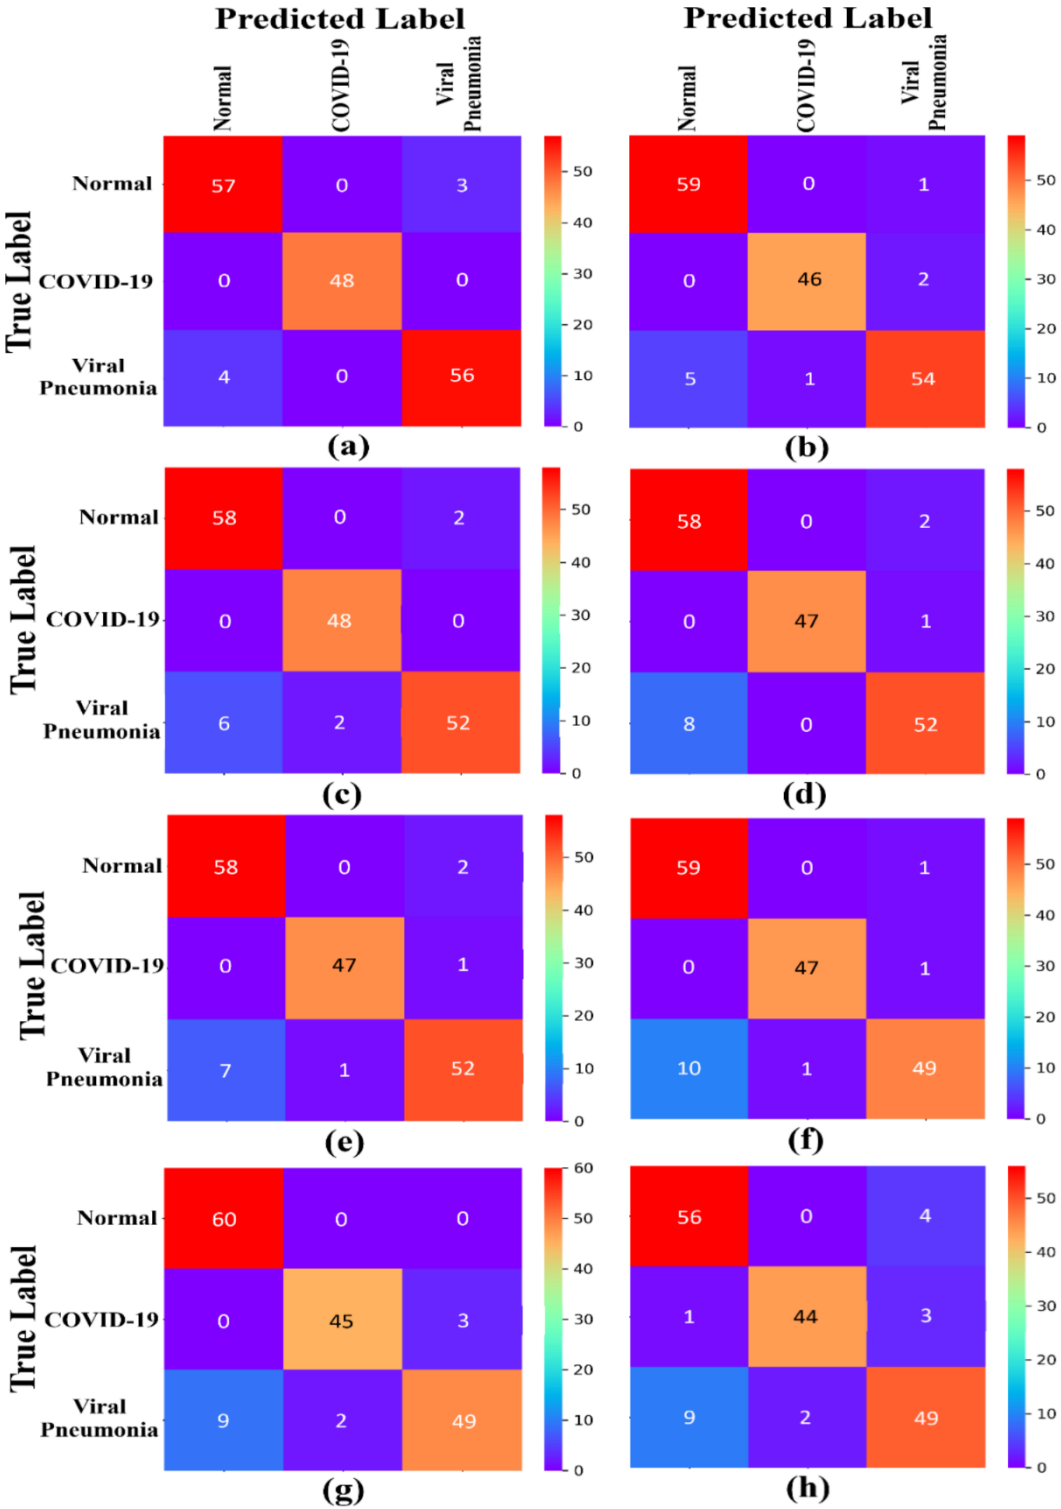 Predicted Label Predicted Label
Normal COVID-19 Viral Pneumonia Normal COVID-19 Viral Pneumonia
True Label
Normal 57 0 3 50 59 0 1 50
40 40
COVID-19 0 48 0 30 0 46 2 30
20 20
Viral Pneumonia 4 0 56 10 5 1 54 10
0 0
(a) (b)
True Label
Normal 58 0 2 50 58 0 2 50
40 40
COVID-19 0 48 0 30 0 47 1 30
20 20
Viral Pneumonia 6 2 52 10 8 0 52 10
0 0
(c) (d)
True Label
Normal 58 0 2 50 59 0 1 50
40 40
COVID-19 0 47 1 30 0 47 1 30
20 20
Viral Pneumonia 7 1 52 10 10 1 49 10
0 0
(e) (f)
True Label
60
Normal 60 0 0 50 56 0 4 50
40 40
COVID-19 0 45 3 30 1 44 3 30
20 20
Viral Pneumonia 9 2 49 10 9 2 49 10
0 0
(g) (h)